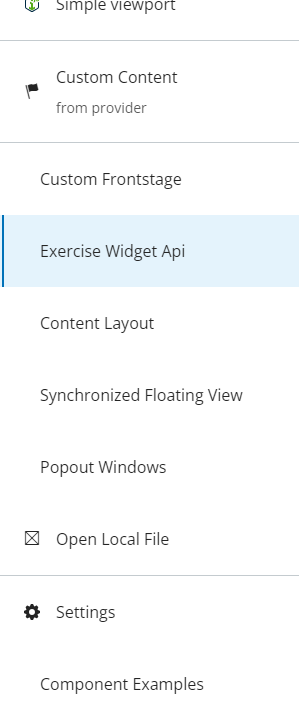 Simple viewport
Custom Content
from provider
Custom Frontstage
Exercise Widget Api
Content Layout
Synchronized Floating View
Popout Windows
Open Local File
Settings
Component Examples